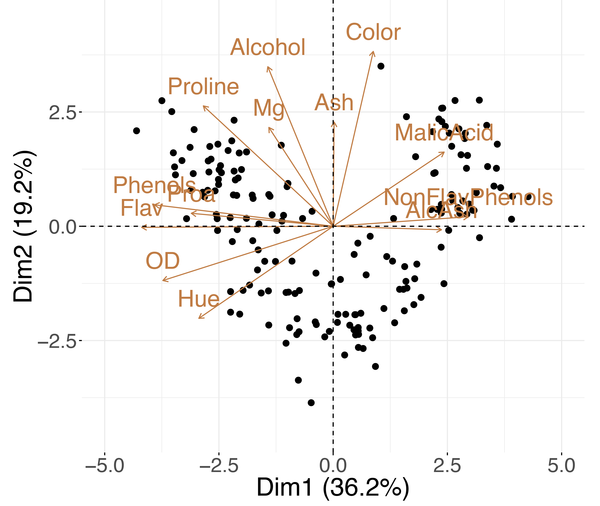 Color
Alcohol
Proline
Mg
Ash
MalicAcid
Phenols
Proa
NonFlavPhenols
Flav
AlcAsh
OD
Hue
2.5
0.0
−2.5
−5.0
−2.5
0.0
2.5
5.0
Dim1 (36.2%)
Dim2 (19.2%)